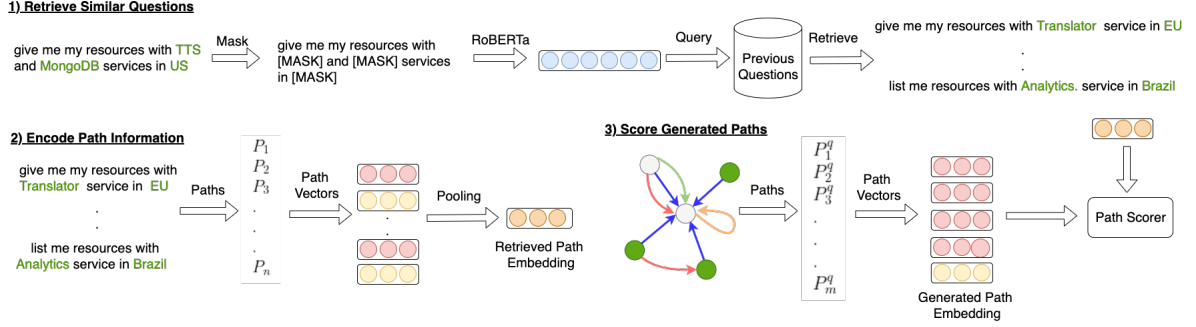 1) Retrieve Similar Questions
give me my resources with TTS
and MongoDB services in US
Mask
give me my resources with
[MASK] and [MASK] services
in [MASK]
RoBERTa
Query
Previous
Questions
Retrieve
give me my resources with Translator service in EU
.
.
list me resources with Analytics. service in Brazil
2) Encode Path Information
give me my resources with
Translator service in EU
.
.
list me resources with
Analytics service in Brazil
Paths
P1
P2
P3
.
.
.
Pn
Path
Vectors
.
Pooling
Retrieved Path
Embedding
3) Score Generated Paths
Paths
P1^q
P2^q
P3^q
.
.
.
Pm^q
Path
Vectors
Generated Path
Embedding
Path Scorer